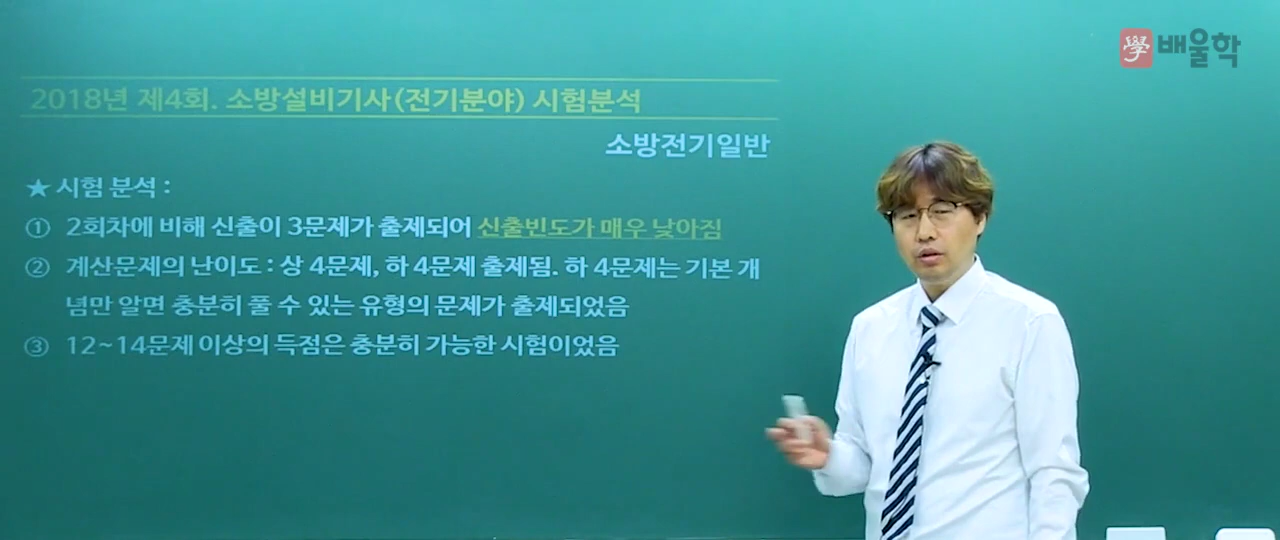 學 배울학
2018년 제4회. 소방설비기사(전기분야) 시험분석
소방전기일반
★ 시험 분석 :
① 2회차에 비해 신출이 3문제가 출제되어 신출빈도가 매우 낮아짐
② 계산문제의 난이도 : 상 4문제, 하 4문제 출제됨. 하 4문제는 기본 개
념만 알면 충분히 풀 수 있는 유형의 문제가 출제되었음
③ 12~14문제 이상의 득점은 충분히 가능한 시험이었음